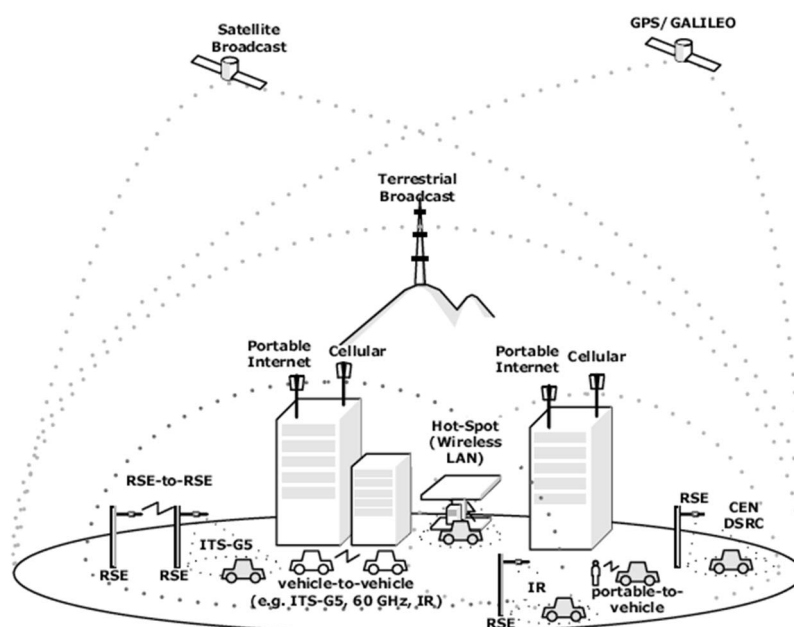 Satellite
Broadcast
GPS/GALILEO
Terrestrial
Broadcast
Portable
Internet
Cellular
Portable
Internet
Cellular
Hot-Spot
(Wireless
LAN)
RSE-to-RSE
RSE
CEN
DSRC
ITS-G5
RSE
RSE
vehicle-to-vehicle
(e.g. ITS-G5, 60 GHz, IR)
IR
portable-to-
vehicle
RSE